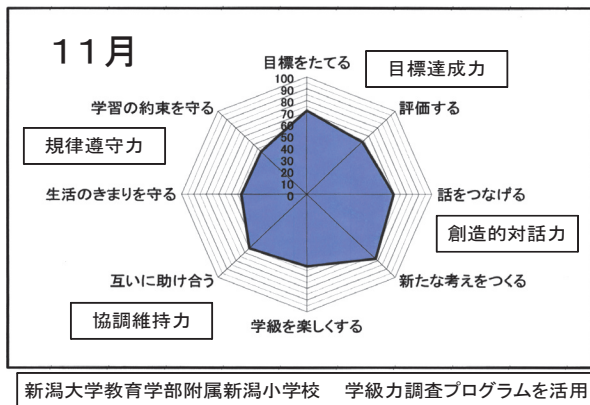 11月
目標をたてる
目標達成力
評価する
話をつなげる
創造的対話力
新たな考えをつくる
学級を楽しくする
互いに助け合う
協調維持力
生活のきまりを守る
規律遵守力
学習の約束を守る
100
90
80
70
60
50
40
30
20
10
0
新潟大学教育学部附属新潟小学校　学級力調査プログラムを活用